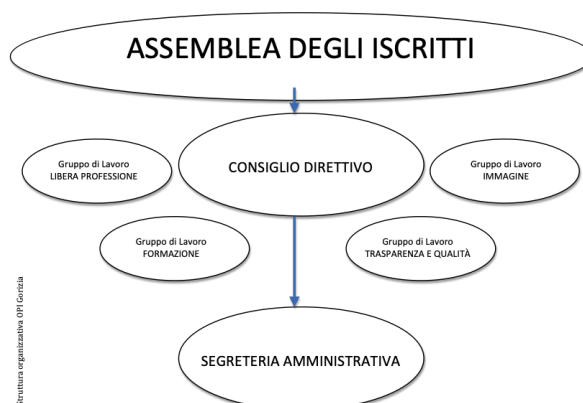 ASSEMBLEA DEGLI ISCRITTI
CONSIGLIO DIRETTIVO
Gruppo di Lavoro
LIBERA PROFESSIONE
Gruppo di Lavoro
IMMAGINE
Gruppo di Lavoro
FORMAZIONE
Gruppo di Lavoro
TRASPARENZA E QUALITÀ
SEGRETERIA AMMINISTRATIVA
Struttura organizzativa OPI Gorizia